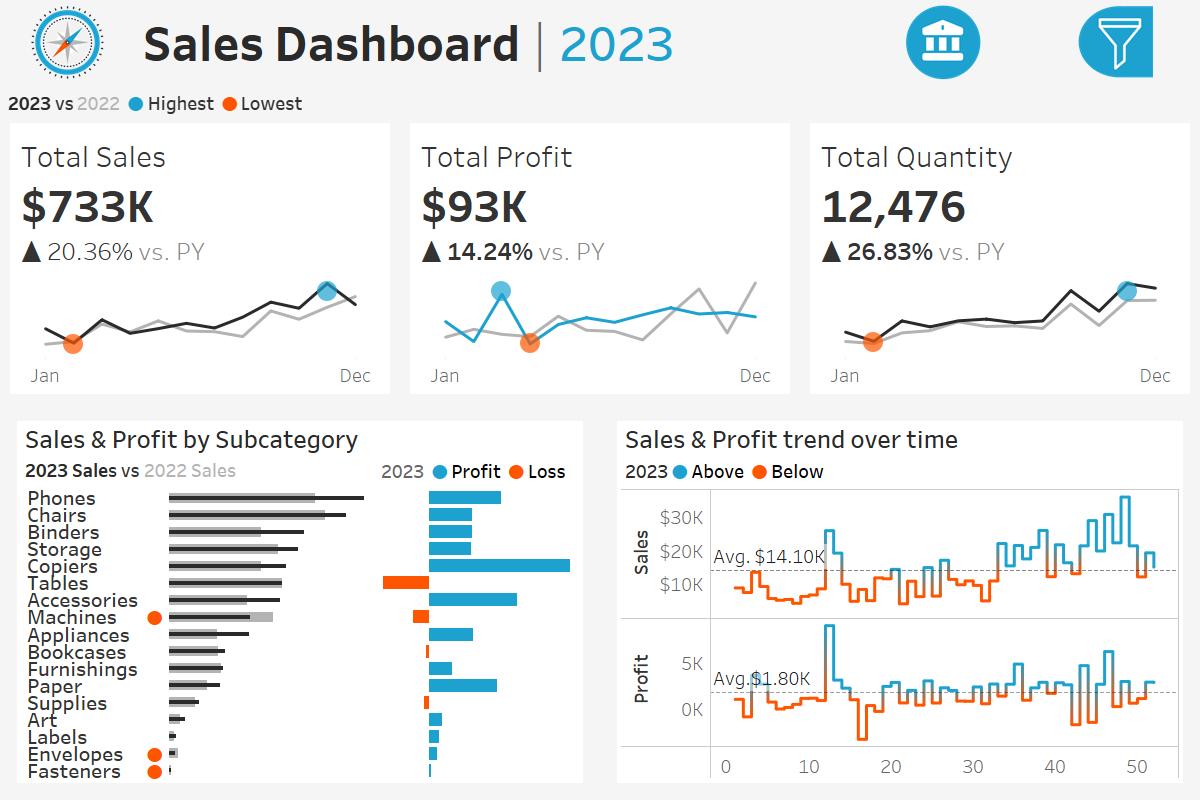 Sales Dashboard | 2023
2023 vs 2022 Highest Lowest
Total Sales
$733K
▲ 20.36% vs. PY
Jan Dec
Total Profit
$93K
▲ 14.24% vs. PY
Jan Dec
Total Quantity
12,476
▲ 26.83% vs. PY
Jan Dec
Sales & Profit by Subcategory
2023 Sales vs 2022 Sales
2023 Profit Loss
Phones
Chairs
Binders
Storage
Copiers
Tables
Accessories
Machines
Appliances
Bookcases
Furnishings
Paper
Supplies
Art
Labels
Envelopes
Fasteners
Sales & Profit trend over time
2023 Above Below
Sales
$30K
$20K
$10K
Avg. $14.10K
Profit
5K
0K
Avg.$1.80K
0 10 20 30 40 50